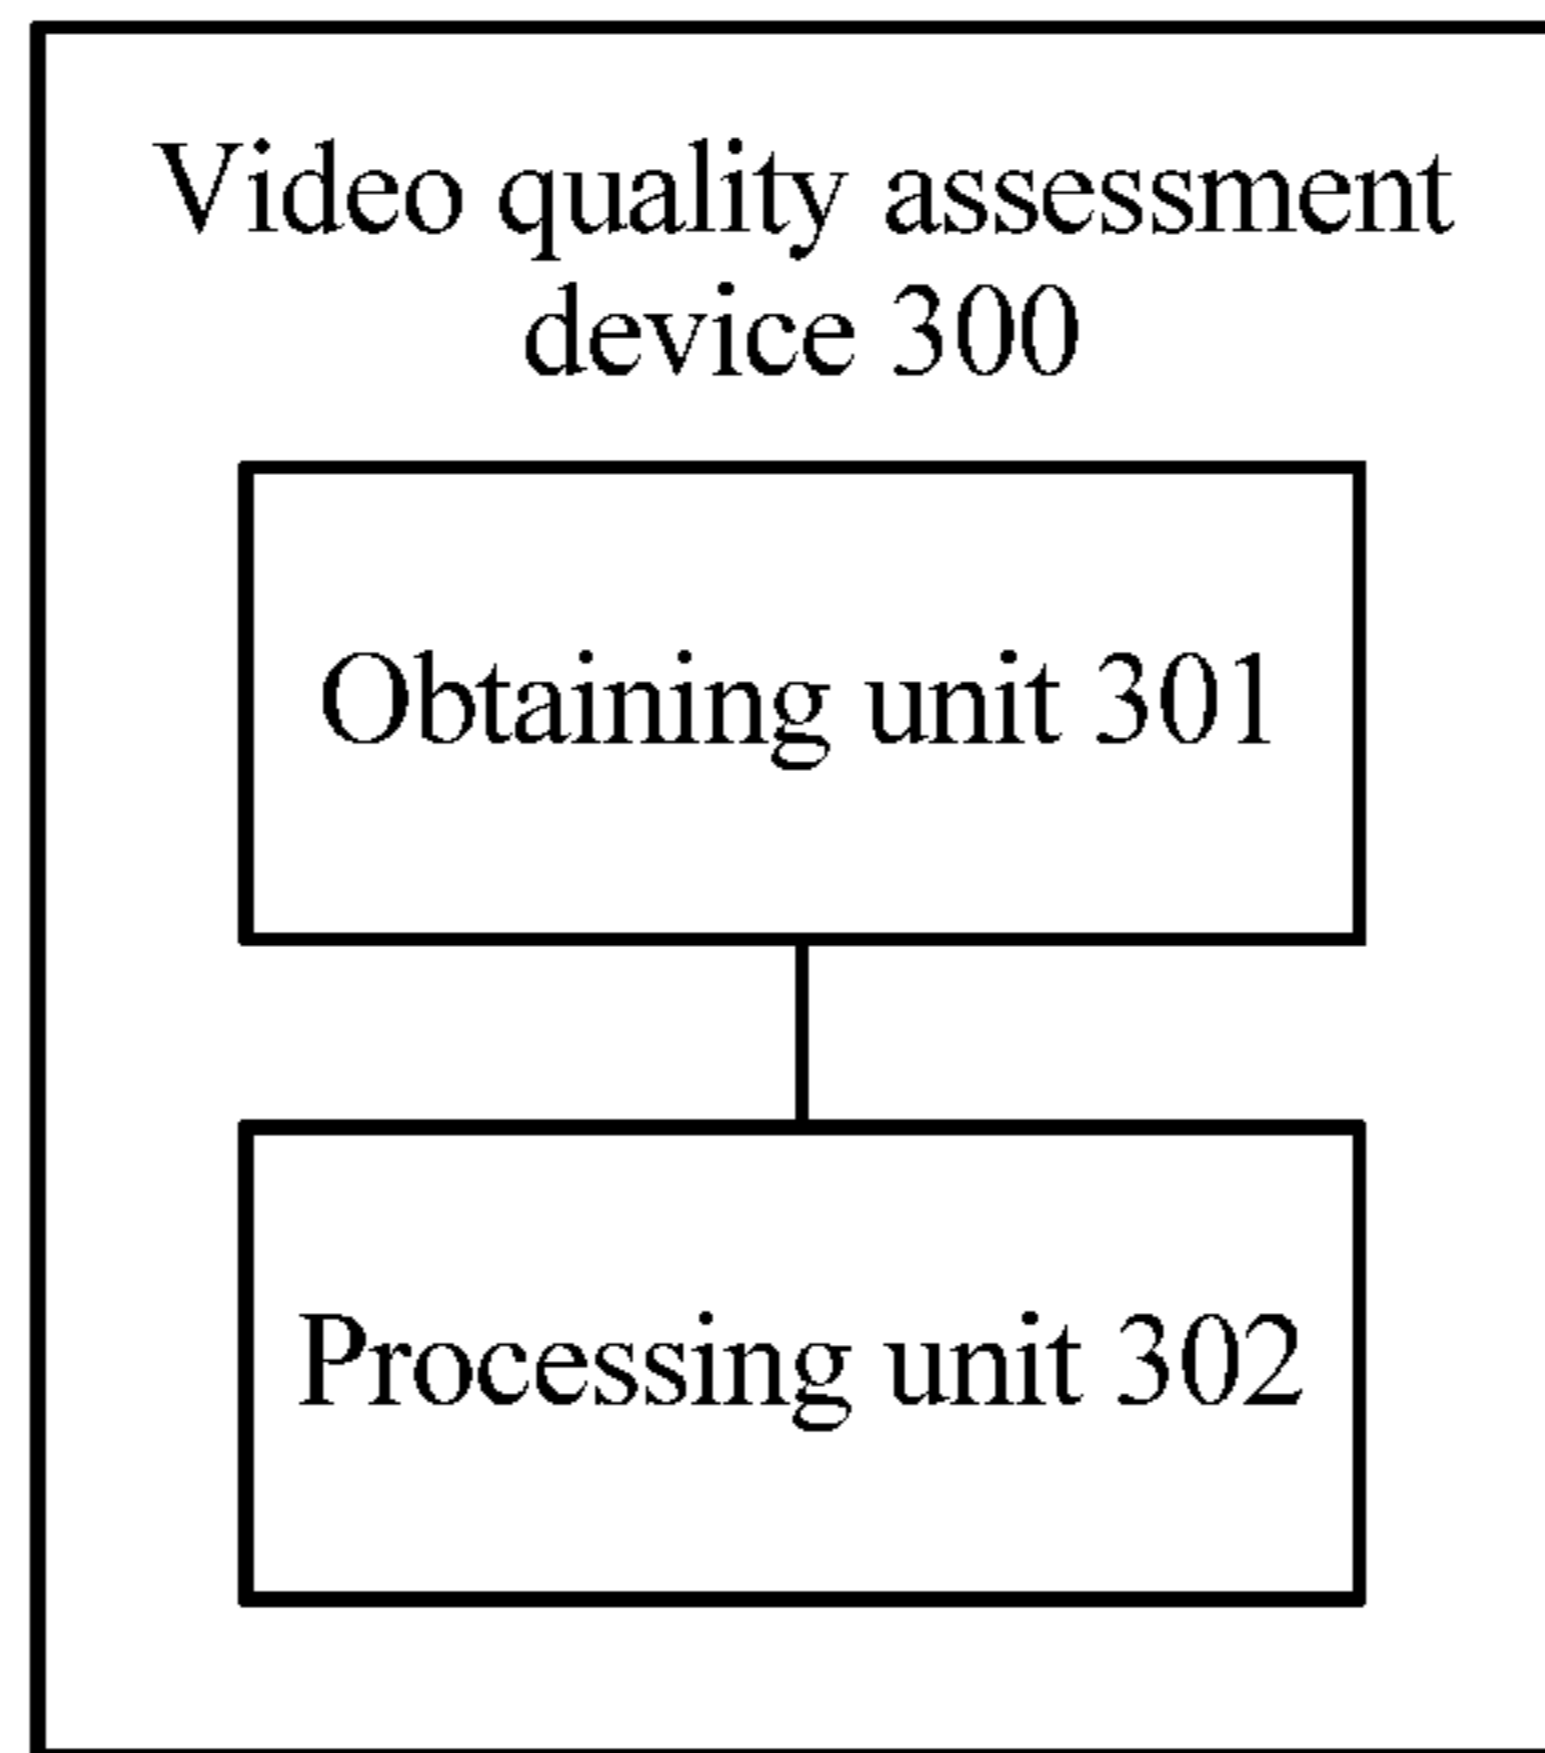 Video quality assessment
device 300
Obtaining unit 301
Processing unit 302